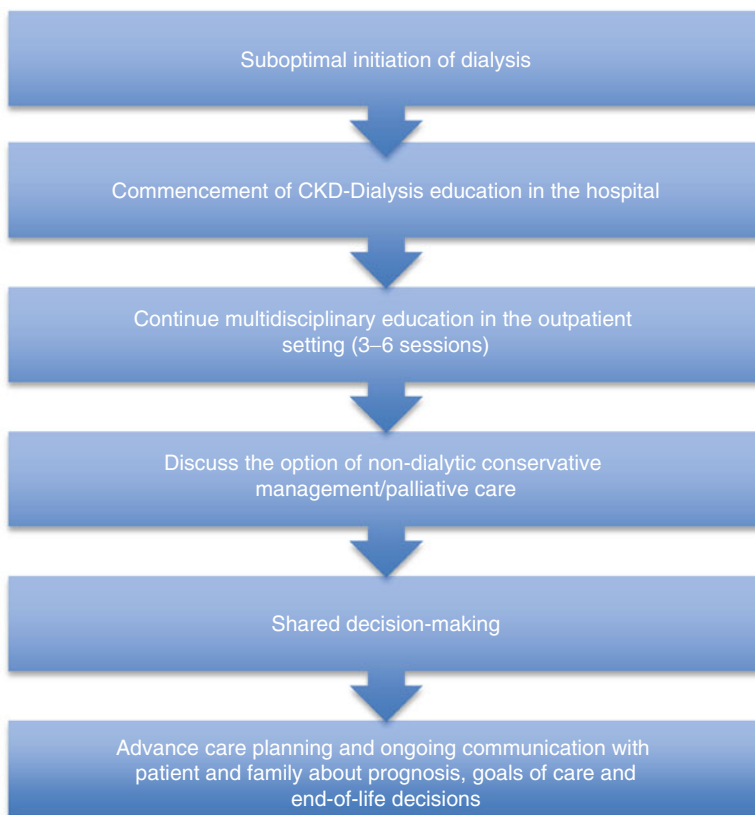 Suboptimal initiation of dialysis
Commencement of CKD-Dialysis education in the hospital
Continue multidisciplinary education in the outpatient
setting (3–6 sessions)
Discuss the option of non-dialytic conservative
management/palliative care
Shared decision-making
Advance care planning and ongoing communication with
patient and family about prognosis, goals of care and
end-of-life decisions